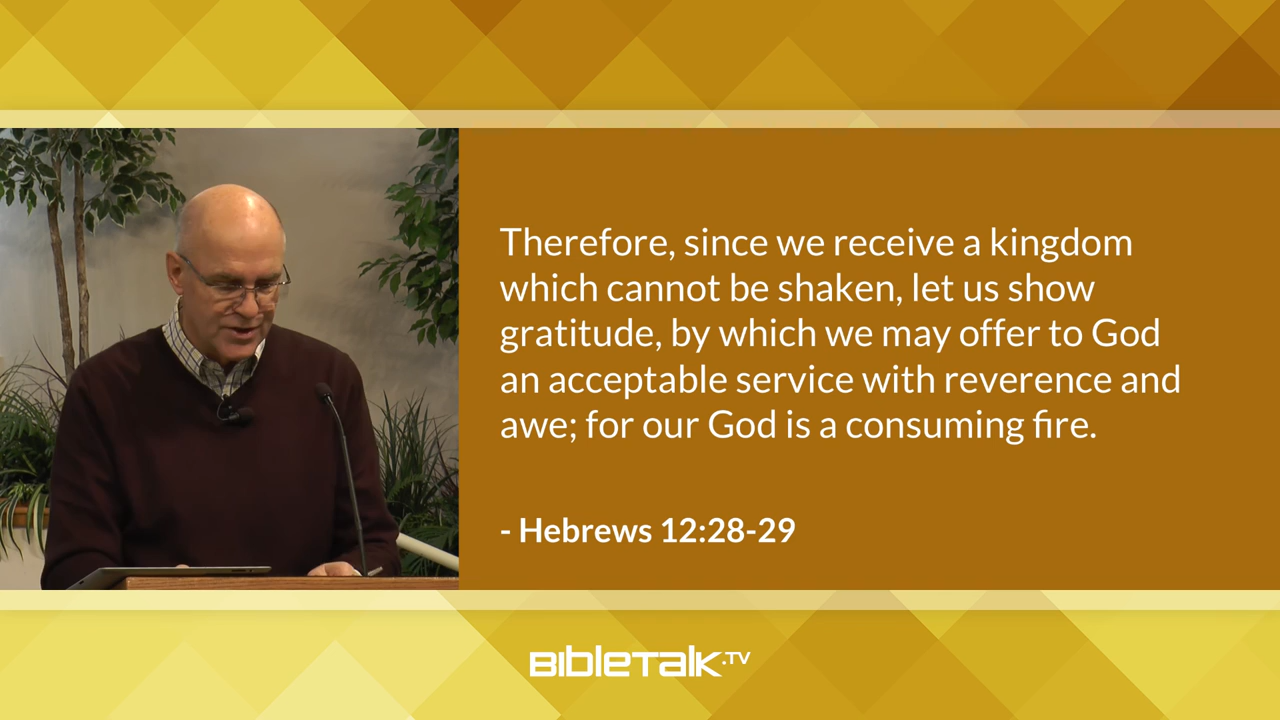 Therefore, since we receive a kingdom
which cannot be shaken, let us show
gratitude, by which we may offer to God
an acceptable service with reverence and
awe; for our God is a consuming fire.
- Hebrews 12:28-29
BIBLETALK.TV